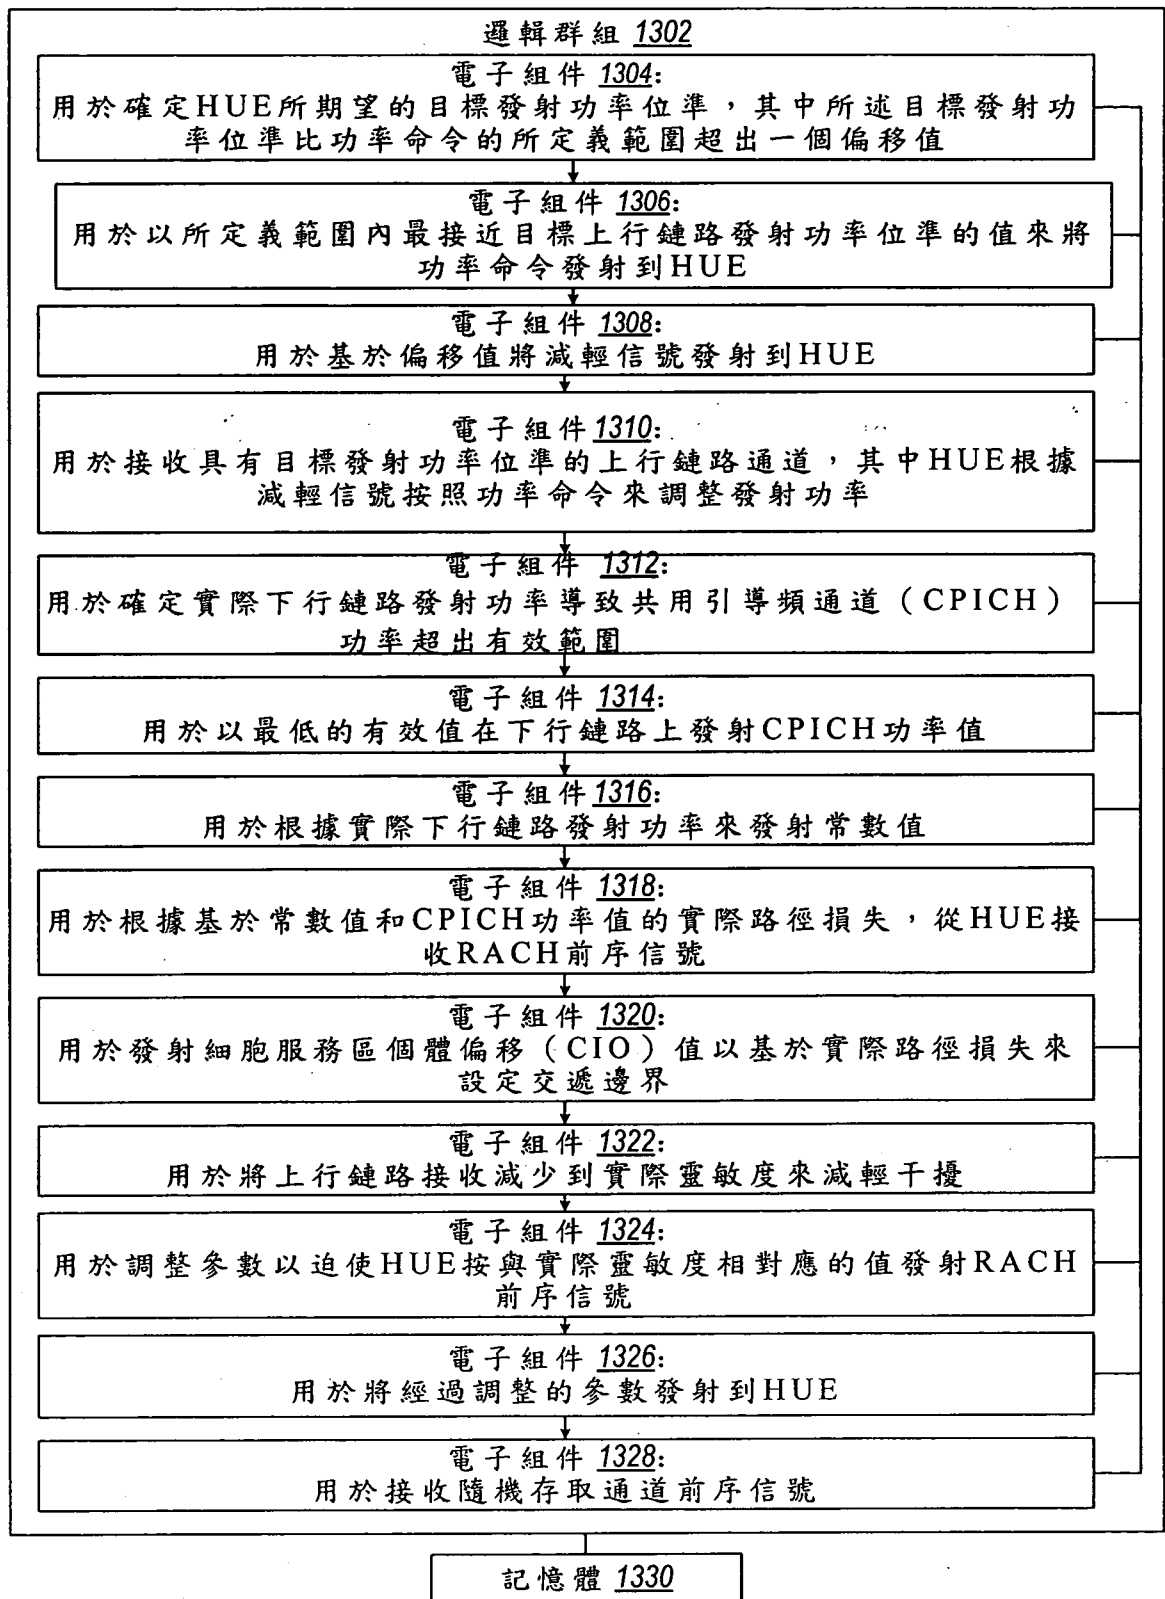 邏輯群組 1302
電子組件 1304:
用於確定HUE所期望的目標發射功率位準，其中所述目標發射功
率位準比功率命令的所定義範圍超出一個偏移值
電子組件 1306:
用於以所定義範圍內最接近目標上行鏈路發射功率位準的值來將
功率命令發射到HUE
電子組件 1308:
用於基於偏移值將減輕信號發射到HUE
電子組件1310:
用於接收具有目標發射功率位準的上行鏈路通道，其中HUE根據
減輕信號按照功率命令來調整發射功率
電子組件 1312:
用於確定實際下行鏈路發射功率導致共用引導頻通道（CPICH）
功率超出有效範圍
電子組件 1314:
用於以最低的有效值在下行鏈路上發射CPICH功率值
電子組件1316:
用於根據實際下行鏈路發射功率來發射常數值
電子組件 1318:
用於根據基於常數值和CPICH功率值的實際路徑損失，從HUE接
收RACH前序信號
電子組件 1320:
用於發射細胞服務區個體偏移（CIO）值以基於實際路徑損失來
設定交遞邊界
電子組件 1322:
用於將上行鏈路接收減少到實際靈敏度來減輕干擾
電子組件 1324:
用於調整參數以迫使HUE按與實際靈敏度相對應的值發射RACH
前序信號
電子組件 1326:
用於將經過調整的參數發射到HUE
電子組件 1328:
用於接收隨機存取通道前序信號
記憶體 1330